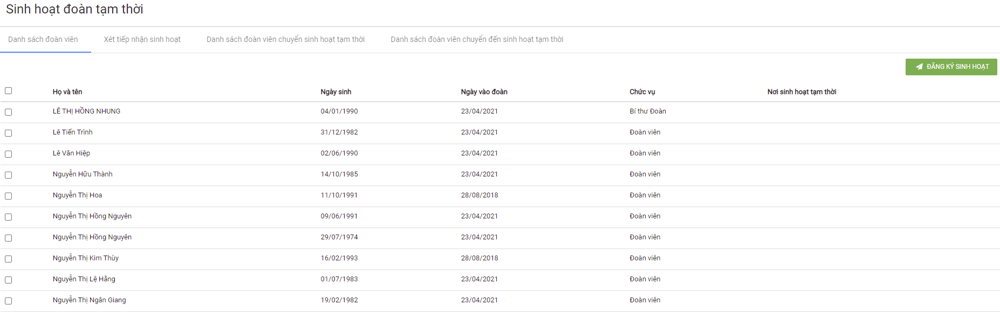 Sinh hoạt đoàn tạm thời
Danh sách đoàn viên Xét tiếp nhận sinh hoạt Danh sách đoàn viên chuyển sinh hoạt tạm thời Danh sách đoàn viên chuyển đến sinh hoạt tạm thời
ĐĂNG KÝ SINH HOẠT
Họ và tên Ngày sinh Ngày vào đoàn Chức vụ Nơi sinh hoạt tạm thời
LÊ THỊ HỒNG NHUNG 04/01/1990 23/04/2021 Bí thư Đoàn
Lê Tiến Trình 31/12/1982 23/04/2021 Đoàn viên
Lê Văn Hiệp 02/06/1990 23/04/2021 Đoàn viên
Nguyễn Hữu Thành 14/10/1985 23/04/2021 Đoàn viên
Nguyễn Thị Hoa 11/10/1991 28/08/2018 Đoàn viên
Nguyễn Thị Hồng Nguyên 09/06/1991 23/04/2021 Đoàn viên
Nguyễn Thị Hồng Nguyên 29/07/1974 23/04/2021 Đoàn viên
Nguyễn Thị Kim Thùy 16/02/1993 28/08/2018 Đoàn viên
Nguyễn Thị Lệ Hằng 01/07/1983 23/04/2021 Đoàn viên
Nguyễn Thị Ngân Giang 19/02/1982 23/04/2021 Đoàn viên